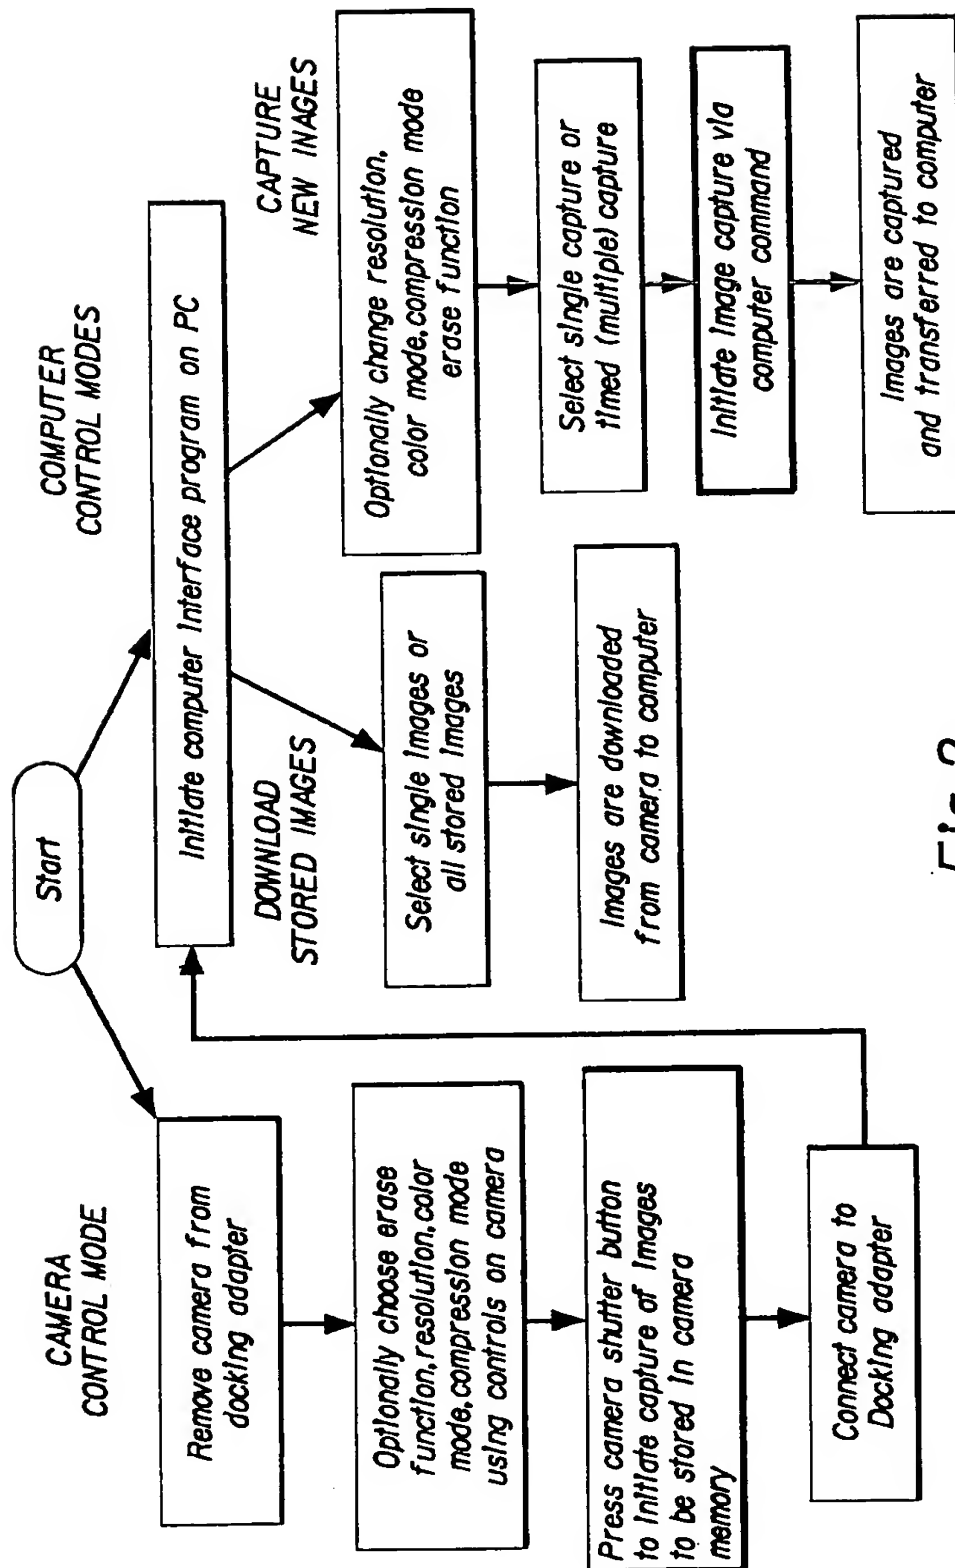 Start
CAMERA
CONTROL MODE
Remove camera from
docking adapter
Optionally choose erase
function,resolution,color
mode,compression mode
using controls on camera
Press camera shutter button
to initiate capture of images
to be stored in camera
memory
Connect camera to
Docking adapter
COMPUTER
CONTROL MODES
Initiate computer interface program on PC
DOWNLOAD
STORED IMAGES
Select single images or
all stored images
Images are downloaded
from camera to computer
CAPTURE
NEW INAGES
Optionally change resolution,
color mode,compression mode
erase function
Select single capture or
timed (multiple) capture
Initiate image capture via
computer command
Images are captured
and transferred to computer